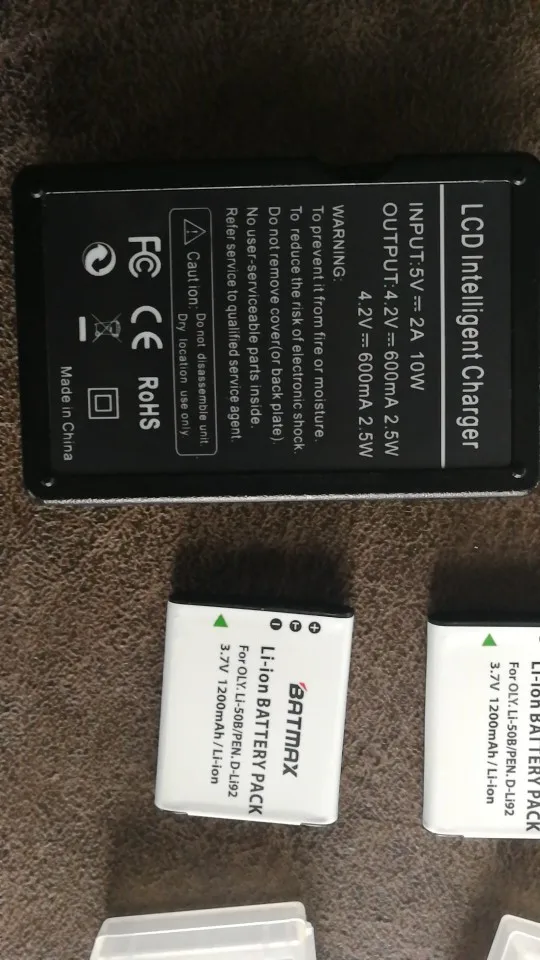 LCD Intelligent Charger
INPUT:5V⎓2A 10W
OUTPUT:4.2V⎓600mA 2.5W
4.2V⎓600mA 2.5W
WARNING:
To prevent it from fire or moisture.
To reduce the risk of electronic shock.
Do not remove cover(or back plate).
No user-serviceable parts inside.
Refer service to qualified service agent.
Caution: Do not disassemble unit.
Dry location use only
FC CE RoHS
Made in China
+ T −
BATMAX
Li-ion BATTERY PACK
For OLY. Li-50B/PEN. D-Li92
3.7V 1200mAh / Li-ion
Li-ion BATTERY PACK
For OLY. Li-50B/PEN. D-Li92
3.7V 1200mAh / Li-ion